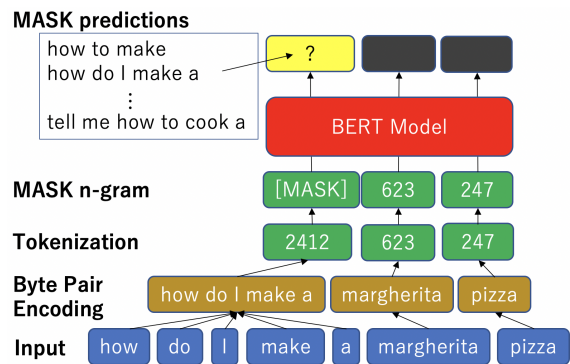 MASK predictions
how to make
how do I make a
⋮
tell me how to cook a
?
BERT Model
MASK n-gram
[MASK] 623 247
Tokenization
2412 623 247
Byte Pair
Encoding
how do I make a margherita pizza
Input
how do I make a margherita pizza